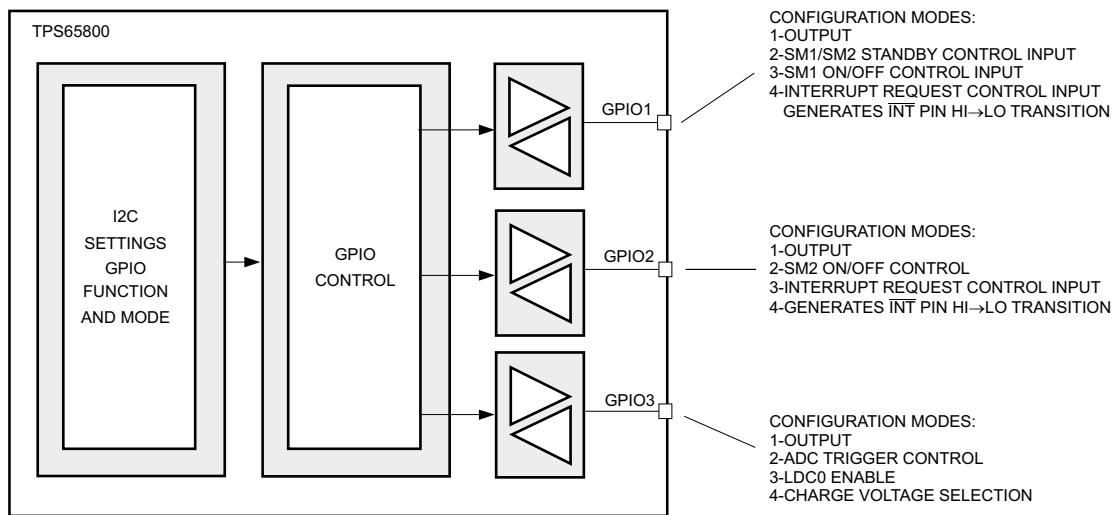 TPS65800
I2C
SETTINGS
GPIO
FUNCTION
AND MODE
GPIO
CONTROL
GPIO1
GPIO2
GPIO3
CONFIGURATION MODES:
1-OUTPUT
2-SM1/SM2 STANDBY CONTROL INPUT
3-SM1 ON/OFF CONTROL INPUT
4-INTERRUPT REQUEST CONTROL INPUT
GENERATES INT PIN HI→LO TRANSITION
CONFIGURATION MODES:
1-OUTPUT
2-SM2 ON/OFF CONTROL
3-INTERRUPT REQUEST CONTROL INPUT
4-GENERATES INT PIN HI→LO TRANSITION
CONFIGURATION MODES:
1-OUTPUT
2-ADC TRIGGER CONTROL
3-LDC0 ENABLE
4-CHARGE VOLTAGE SELECTION